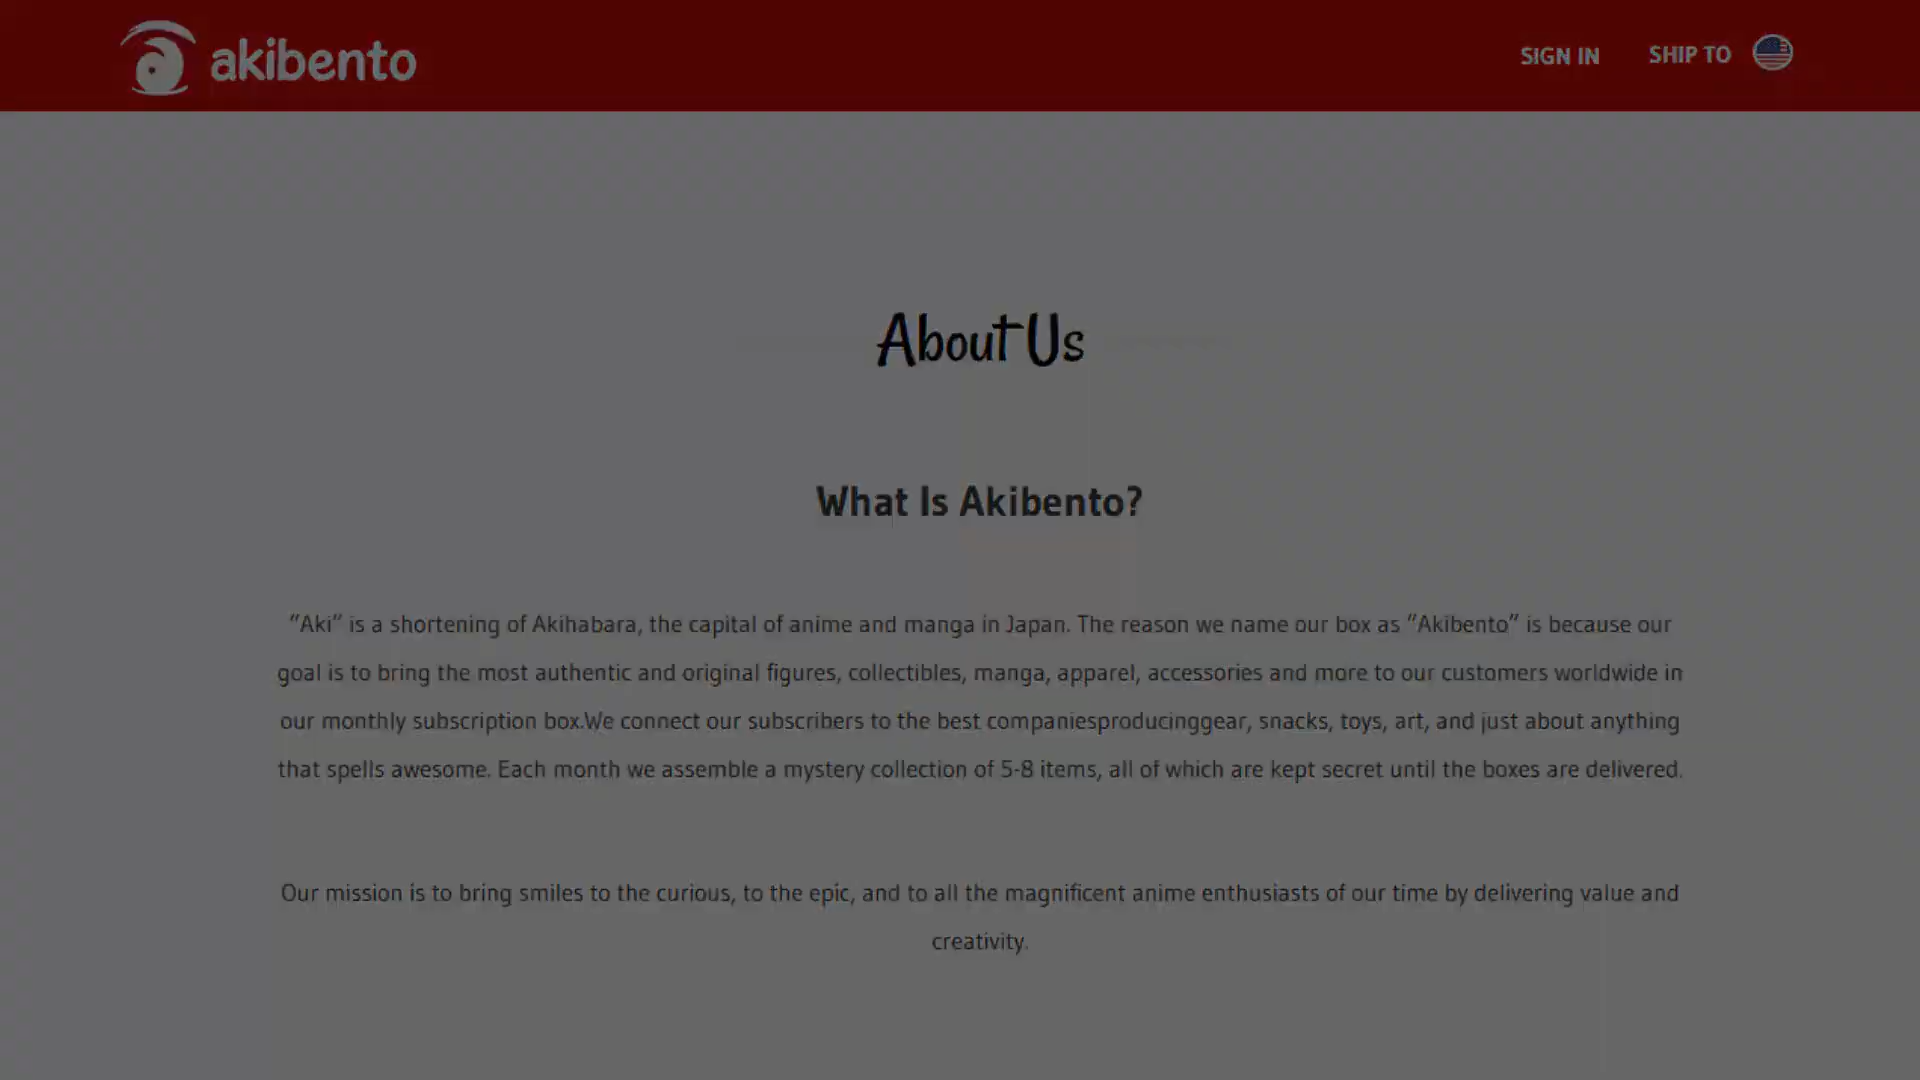 akibento
SIGN IN
SHIP TO
About Us
What Is Akibento?
“Aki” is a shortening of Akihabara, the capital of anime and manga in Japan. The reason we name our box as “Akibento” is because our
goal is to bring the most authentic and original figures, collectibles, manga, apparel, accessories and more to our customers worldwide in
our monthly subscription box.We connect our subscribers to the best companiesproducinggear, snacks, toys, art, and just about anything
that spells awesome. Each month we assemble a mystery collection of 5-8 items, all of which are kept secret until the boxes are delivered.
Our mission is to bring smiles to the curious, to the epic, and to all the magnificent anime enthusiasts of our time by delivering value and
creativity.